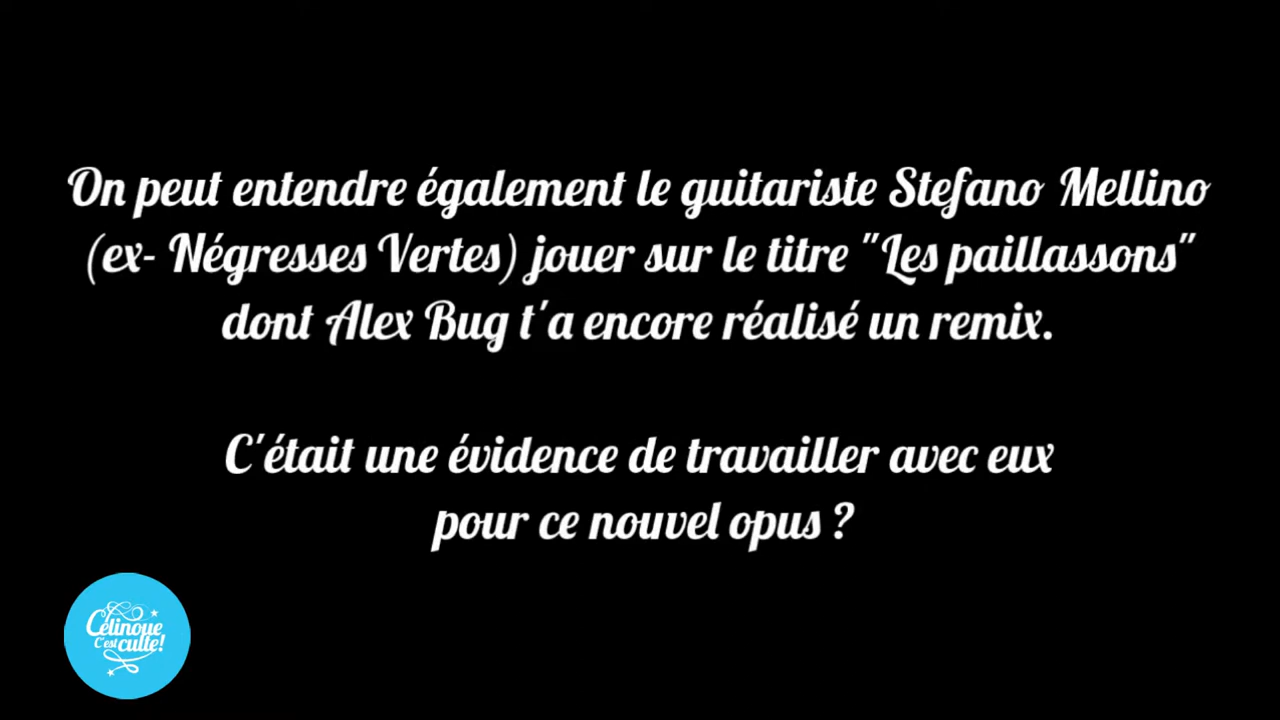 On peut entendre également le guitariste Stefano Mellino
(ex- Négresses Vertes) jouer sur le titre "Les paillassons"
dont Alex Bug t'a encore réalisé un remix.
C'était une évidence de travailler avec eux
pour ce nouvel opus ?
Célinoue
C'est culte!